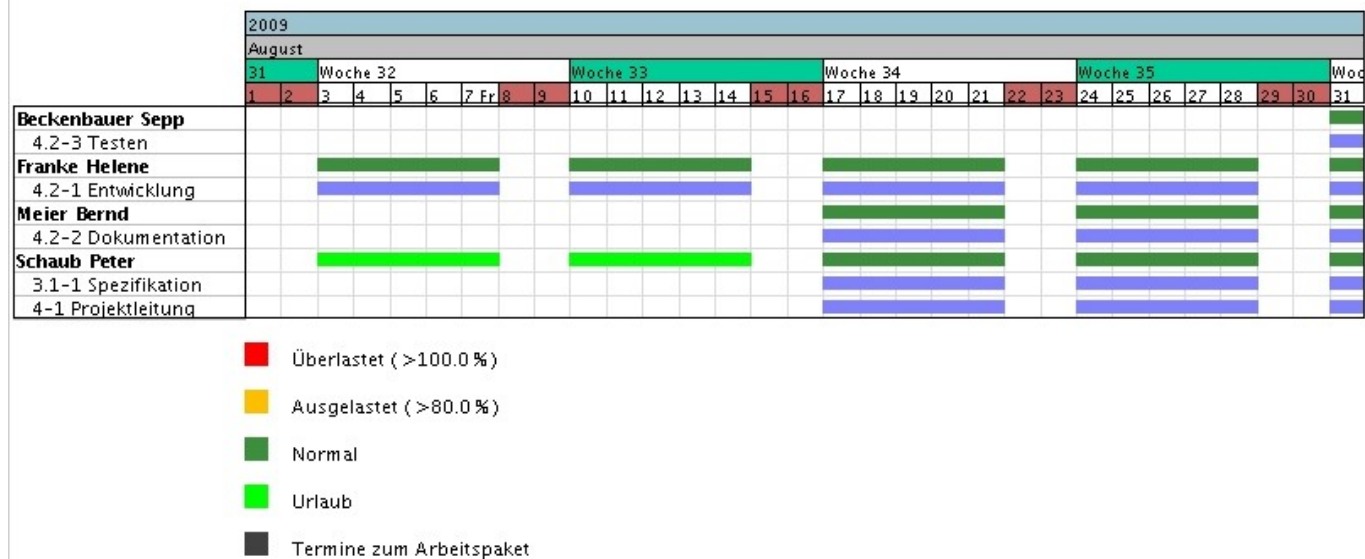 2009
August
31 Woche 32 Woche 33 Woche 34 Woche 35 Woc
1 2 3 4 5 6 7 Fr 8 9 10 11 12 13 14 15 16 17 18 19 20 21 22 23 24 25 26 27 28 29 30 31
Beckenbauer Sepp
4.2-3 Testen
Franke Helene
4.2-1 Entwicklung
Meier Bernd
4.2-2 Dokumentation
Schaub Peter
3.1-1 Spezifikation
4-1 Projektleitung
Überlastet (>100.0%)
Ausgelastet (>80.0%)
Normal
Urlaub
Termine zum Arbeitspaket